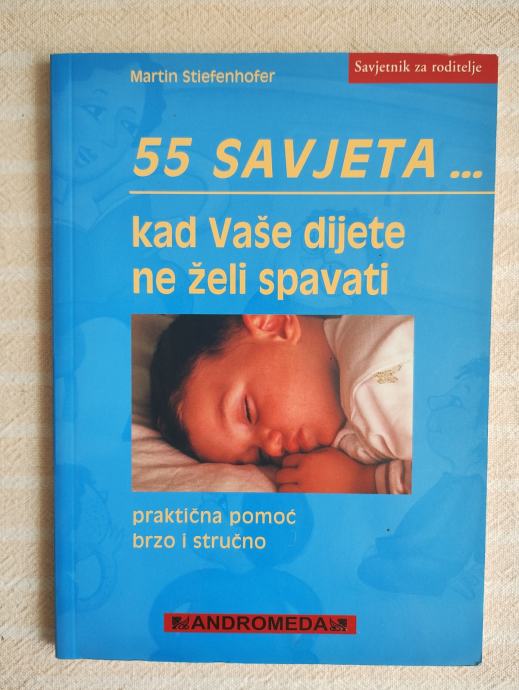 Martin Stiefenhofer
Savjetnik za roditelje
55 SAVJETA...
kad Vaše dijete
ne želi spavati
praktična pomoć
brzo i stručno
ANDROMEDA